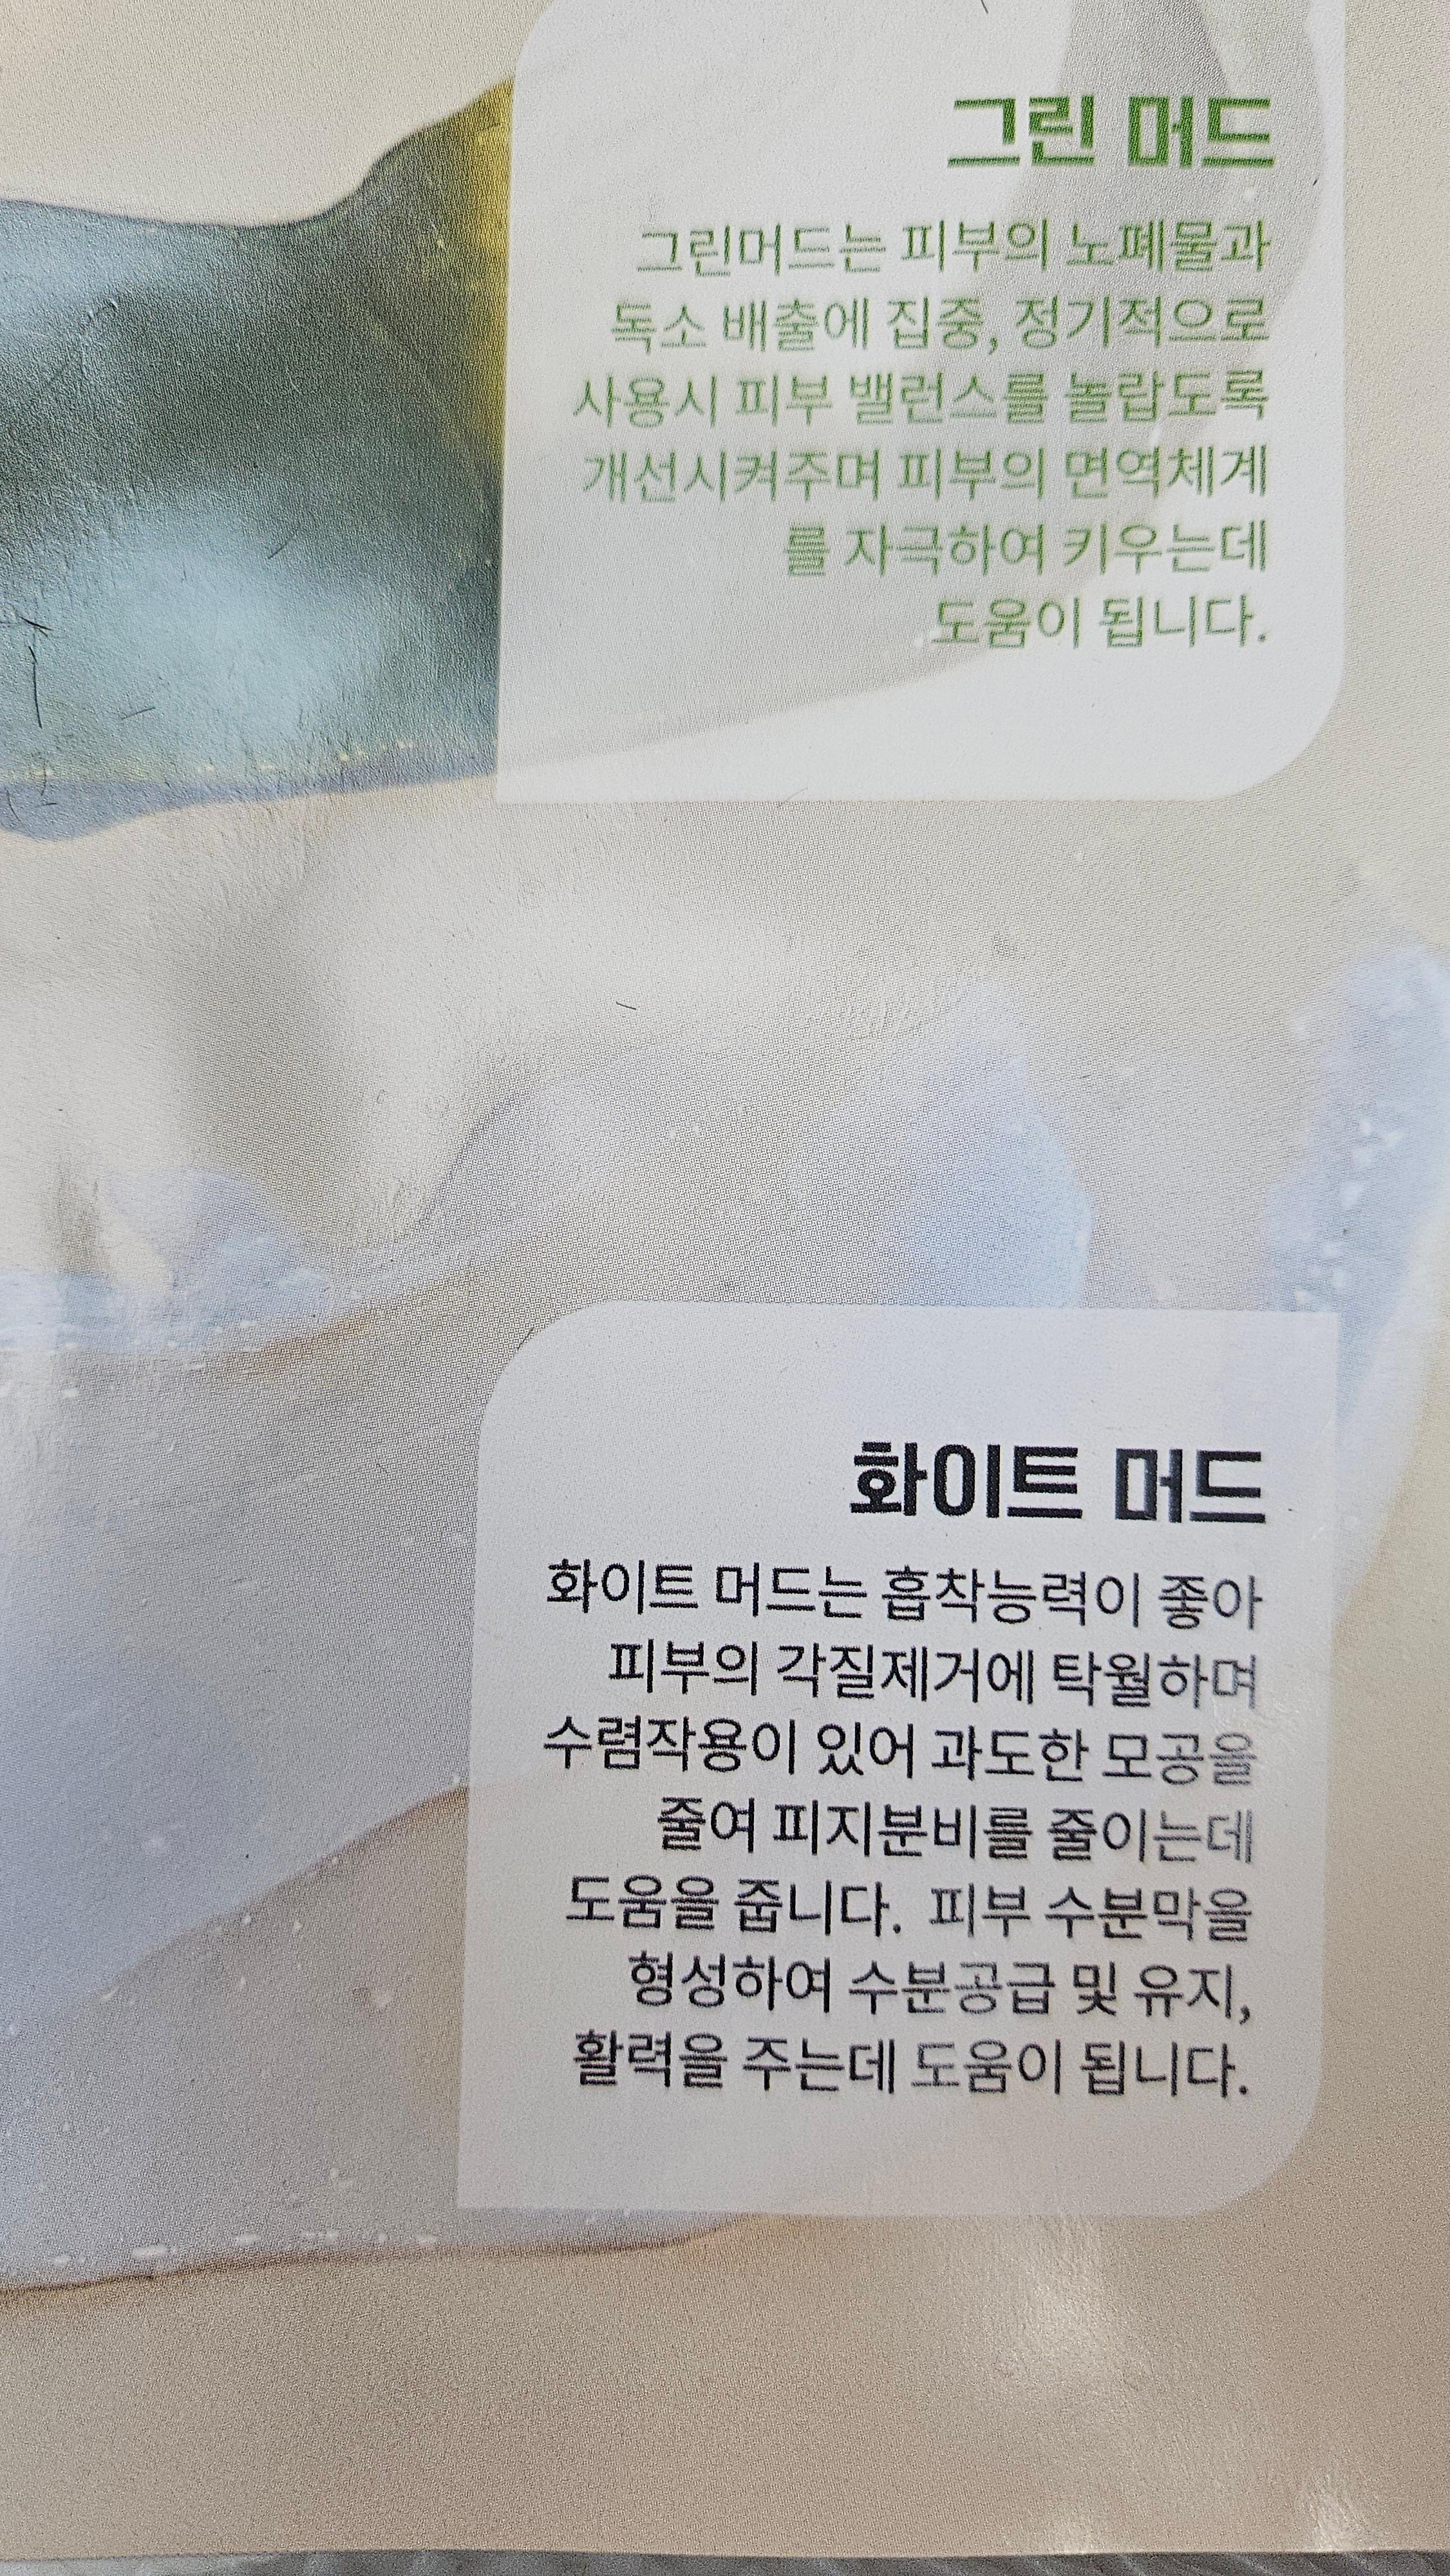 그린 머드
그린머드는 피부의 노폐물과
독소 배출에 집중, 정기적으로
사용시 피부 밸런스를 놀랍도록
개선시켜주며 피부의 면역체계
를 자극하여 키우는데
도움이 됩니다.
화이트 머드
화이트 머드는 흡착능력이 좋아
피부의 각질제거에 탁월하며
수렴작용이 있어 과도한 모공을
줄여 피지분비를 줄이는데
도움을 줍니다. 피부 수분막을
형성하여 수분공급 및 유지,
활력을 주는데 도움이 됩니다.